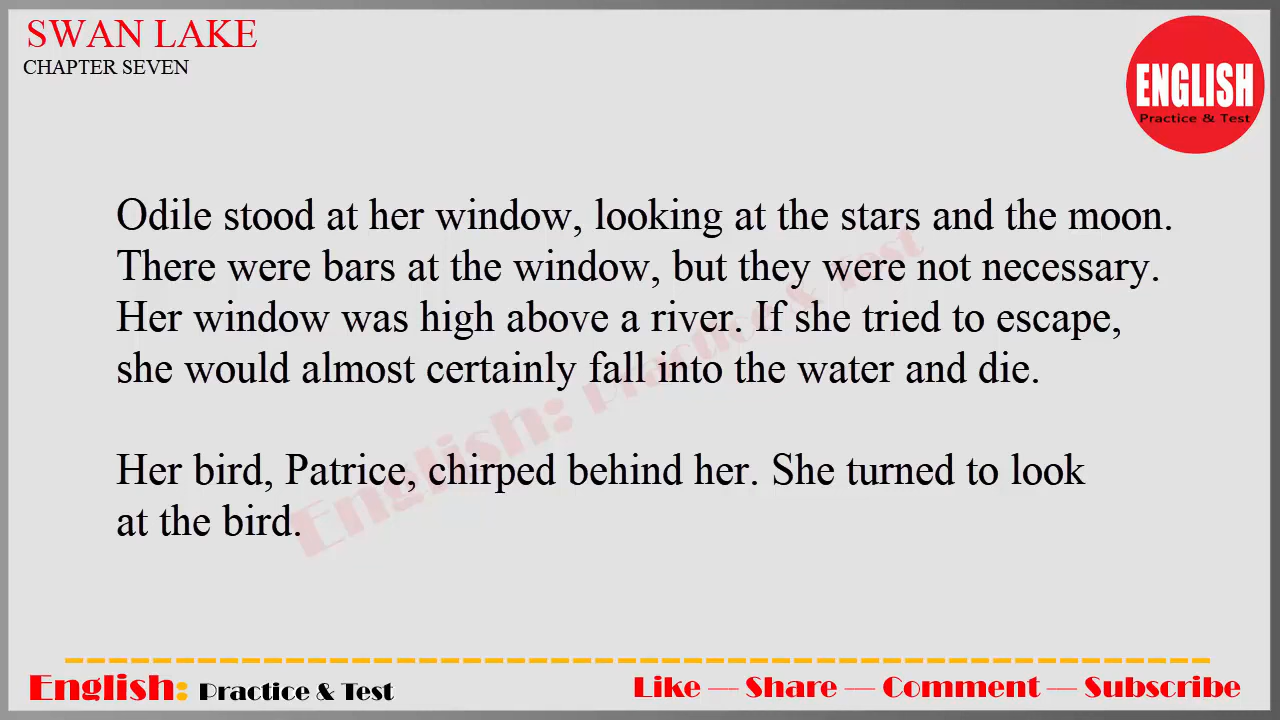 SWAN LAKE
CHAPTER SEVEN
ENGLISH
Practice & Test
Odile stood at her window, looking at the stars and the moon.
There were bars at the window, but they were not necessary.
Her window was high above a river. If she tried to escape,
she would almost certainly fall into the water and die.
Her bird, Patrice, chirped behind her. She turned to look
at the bird.
English: Practice & Test
English: Practice & Test
Like — Share — Comment — Subscribe